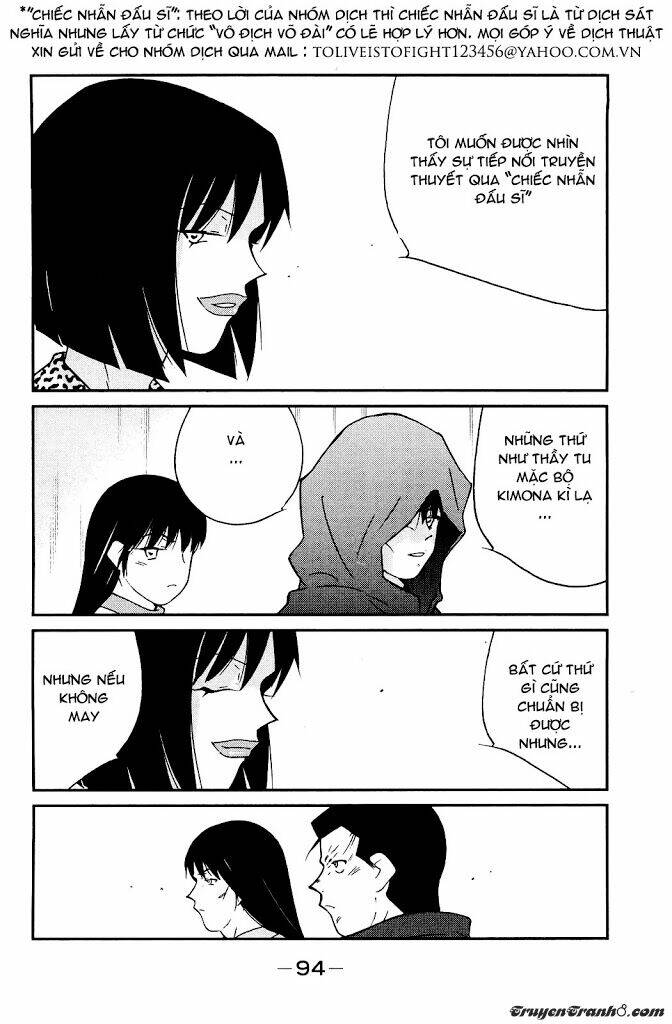 *"CHIẾC NHẪN ĐẤU SĨ": THEO LỜI CỦA NHÓM DỊCH THÌ CHIẾC NHẪN ĐẤU SĨ LÀ TỪ DỊCH SÁT
NGHĨA NHƯNG LẤY TỪ CHỨC "VÔ ĐỊCH VÕ ĐÀI" CÓ LẼ HỢP LÝ HƠN. MỌI GÓP Ý VỀ DỊCH THUẬT
XIN GỬI VỀ CHO NHÓM DỊCH QUA MAIL : TOLIVEISTOFIGHT123456@YAHOO.COM.VN
TÔI MUỐN ĐƯỢC NHÌN
THẤY SỰ TIẾP NỐI TRUYỀN
THUYẾT QUA "CHIẾC NHẪN
ĐẤU SĨ"
NHỮNG THỨ
NHƯ THẦY TU
MẶC BỘ
KIMONA KÌ LẠ
...
VÀ
...
BẤT CỨ THỨ
GÌ CŨNG
CHUẨN BỊ
ĐƯỢC
NHƯNG...
NHƯNG NẾU
KHÔNG
MAY
–94–
TruyenTranh8.com